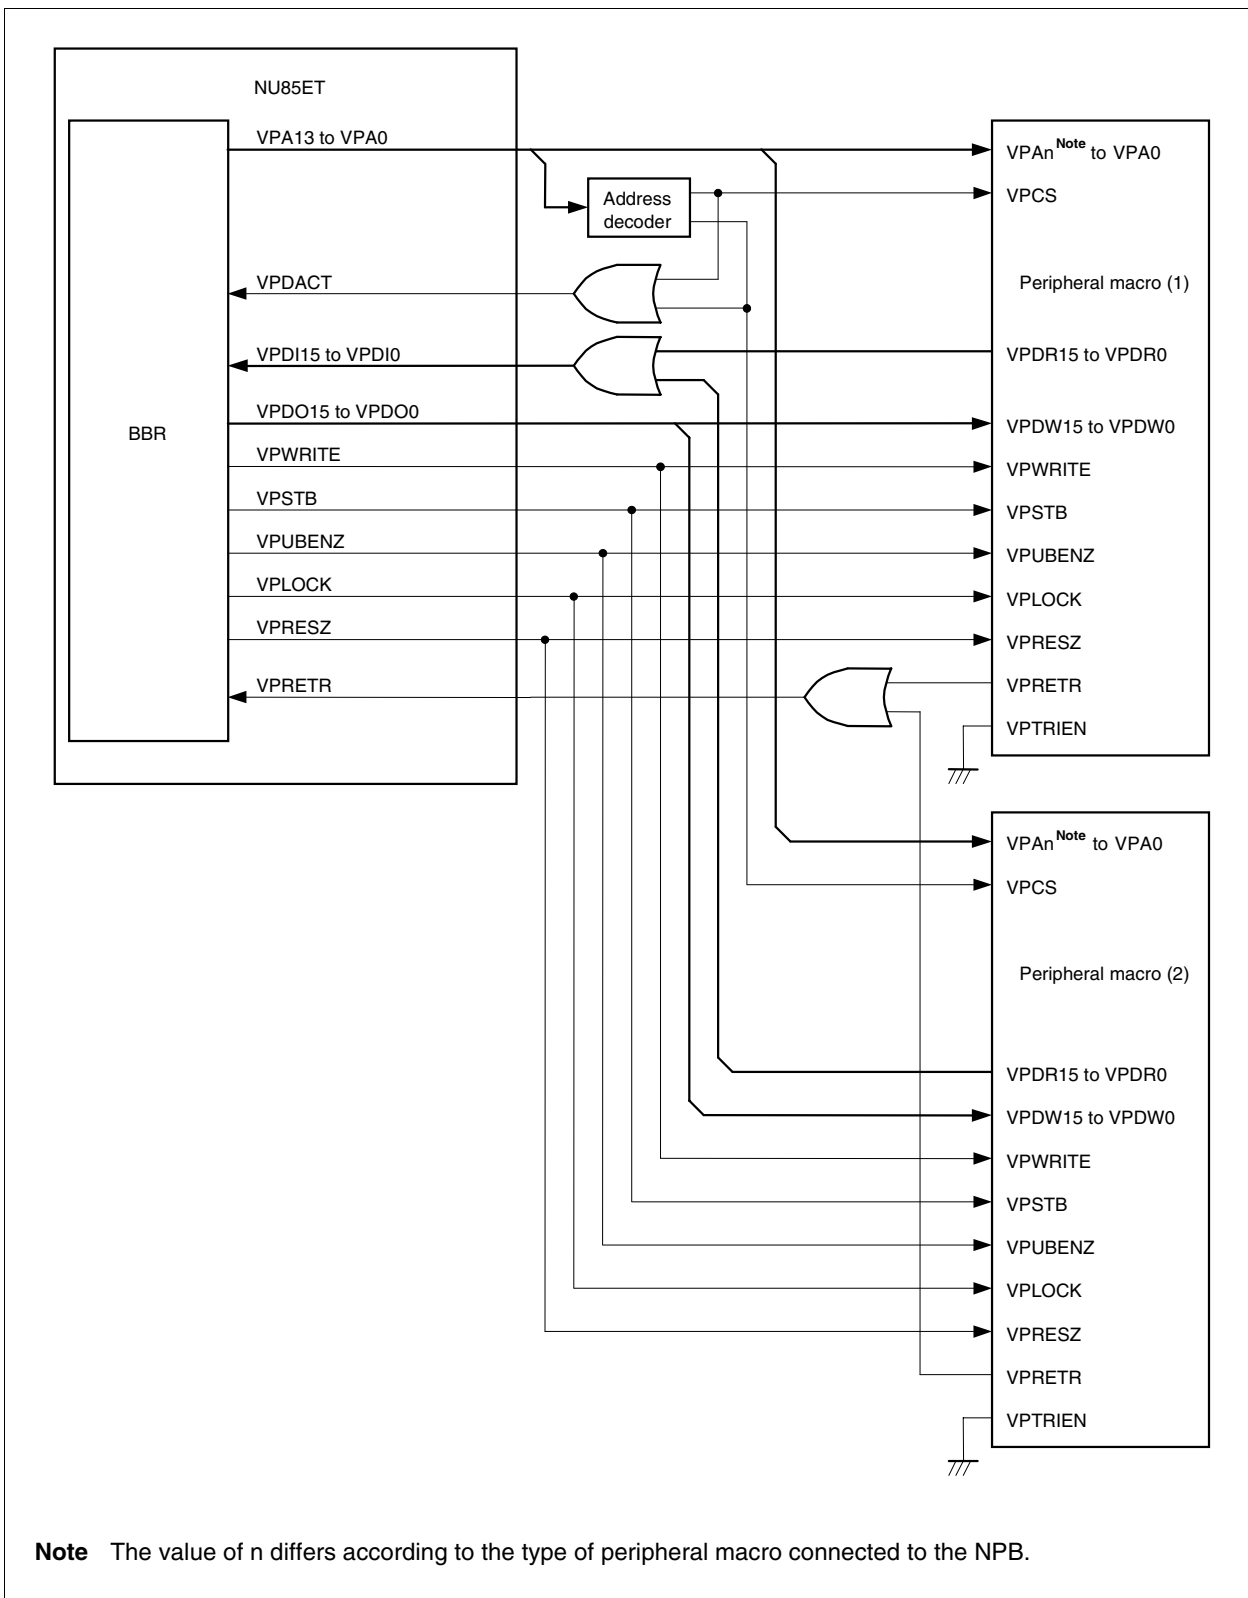 NU85ET
BBR
VPA13 to VPA0
VPDACT
VPDI15 to VPDI0
VPDO15 to VPDO0
VPWRITE
VPSTB
VPUBENZ
VPLOCK
VPRESZ
VPRETR
Address
decoder
VPAnNote to VPA0
VPCS
Peripheral macro (1)
VPDR15 to VPDR0
VPDW15 to VPDW0
VPWRITE
VPSTB
VPUBENZ
VPLOCK
VPRESZ
VPRETR
VPTRIEN
VPAnNote to VPA0
VPCS
Peripheral macro (2)
VPDR15 to VPDR0
VPDW15 to VPDW0
VPWRITE
VPSTB
VPUBENZ
VPLOCK
VPRESZ
VPRETR
VPTRIEN
Note The value of n differs according to the type of peripheral macro connected to the NPB.